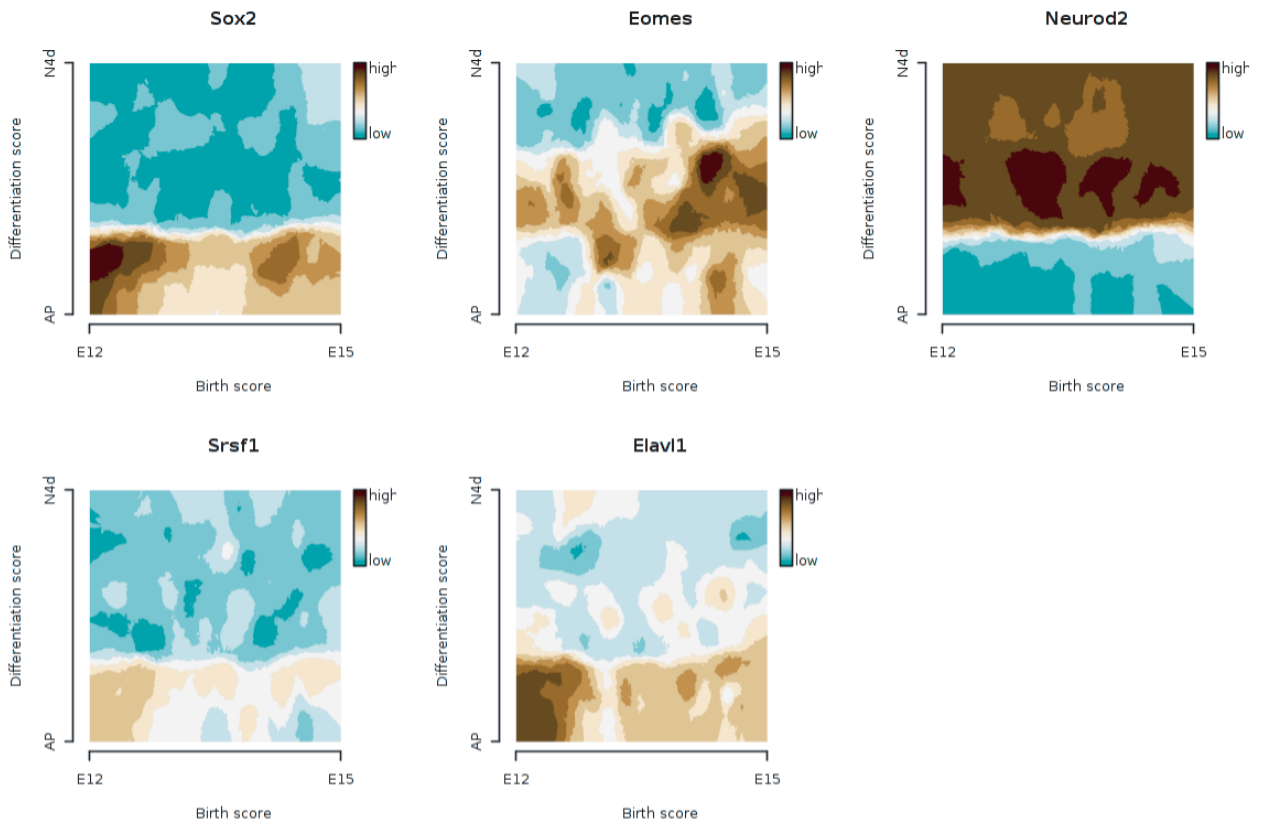 Sox2
Eomes
Neurod2
N4d
high
low
Differentiation score
AP
E12
E15
Birth score
N4d
high
low
Differentiation score
AP
E12
E15
Birth score
N4d
high
low
Differentiation score
AP
E12
E15
Birth score
Srsf1
Elavl1
N4d
high
low
Differentiation score
AP
E12
E15
Birth score
N4d
high
low
Differentiation score
AP
E12
E15
Birth score